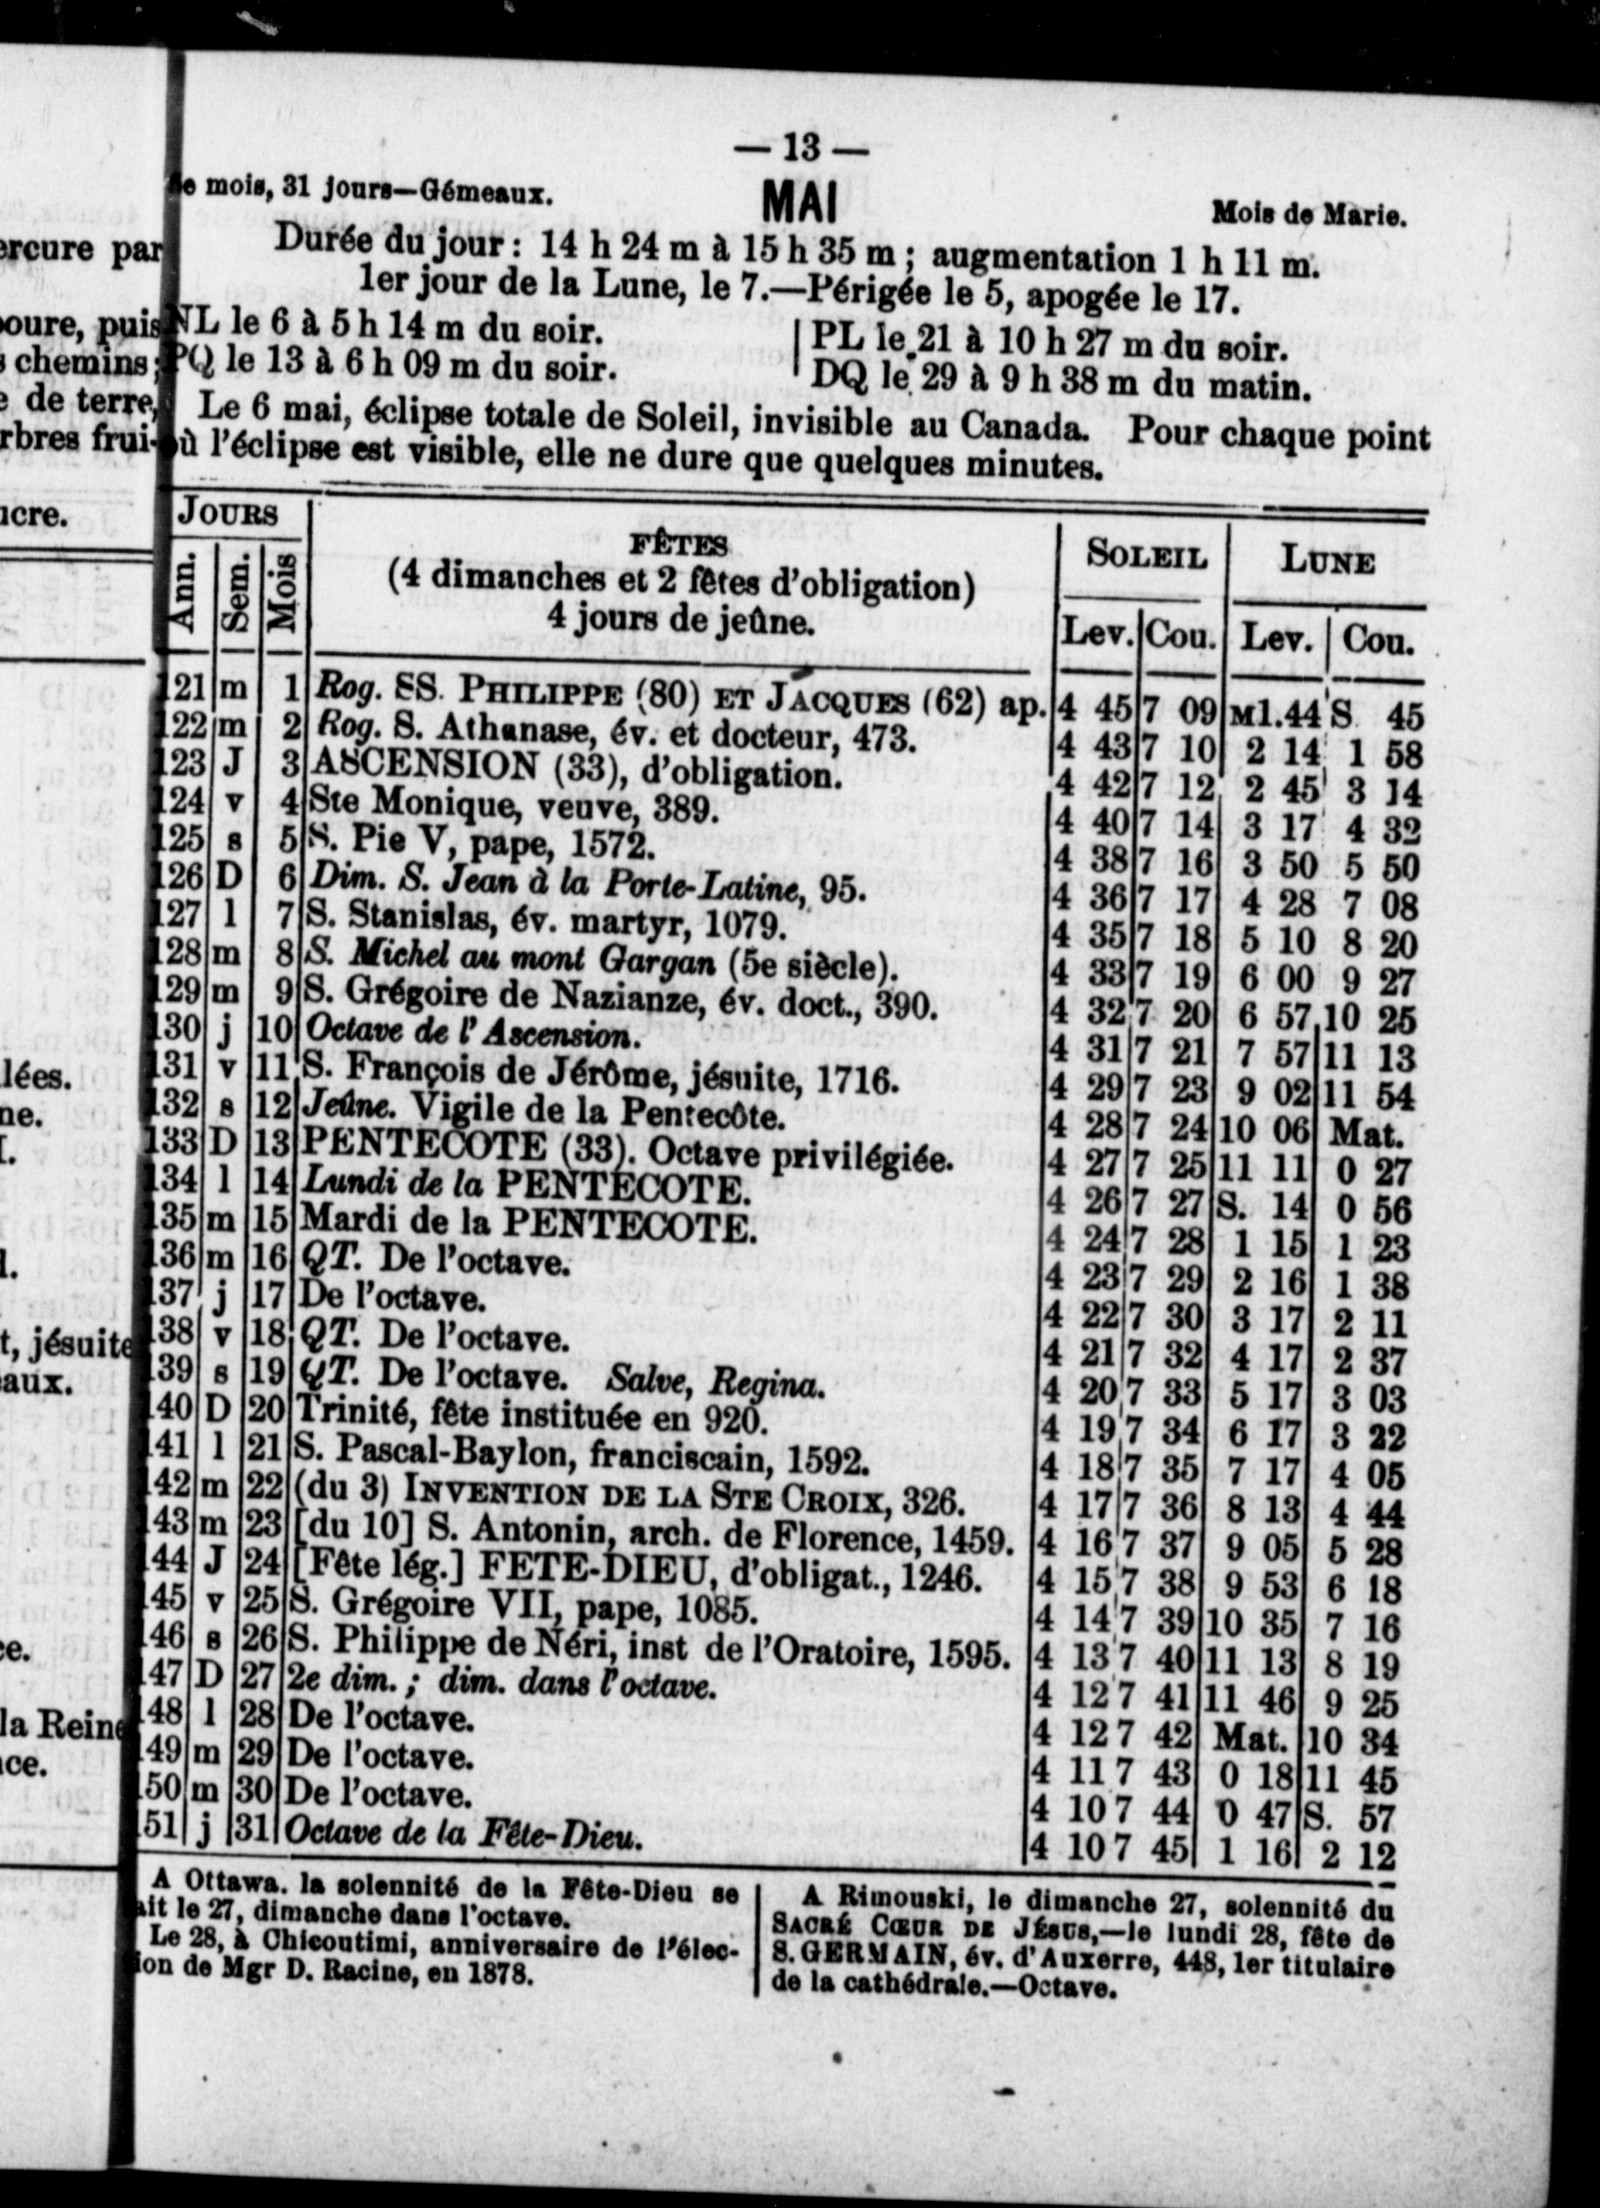 — 13 —
5e mois, 31 jours—Gémeaux.
MAI
Mois de Marie.
Durée du jour : 14 h 24 m à 15 h 35 m ; augmentation 1 h 11 m.
1er jour de la Lune, le 7.—Périgée le 5, apogée le 17.
NL le 6 à 5 h 14 m du soir. | PL le 21 à 10 h 27 m du soir.
PQ le 13 à 6 h 09 m du soir. | DQ le 29 à 9 h 38 m du matin.
Le 6 mai, éclipse totale de Soleil, invisible au Canada. Pour chaque point
où l'éclipse est visible, elle ne dure que quelques minutes.
JOURS | FÊTES | SOLEIL | LUNE
(4 dimanches et 2 fêtes d'obligation)
4 jours de jeûne.
Ann. | Sem. | Mois | Lev. | Cou. | Lev. | Cou.
121 m 1 Rog. SS. PHILIPPE (80) ET JACQUES (62) ap. 4 45 7 09 M1.44 S 45
122 m 2 Rog. S. Athanase, év. et docteur, 473. 4 43 7 10 2 14 1 58
123 J 3 ASCENSION (33), d'obligation. 4 42 7 12 2 45 3 14
124 v 4 Ste Monique, veuve, 389. 4 40 7 14 3 17 4 32
125 s 5 S. Pie V, pape, 1572. 4 38 7 16 3 50 5 50
126 D 6 Dim. S. Jean à la Porte-Latine, 95. 4 36 7 17 4 28 7 08
127 l 7 S. Stanislas, év. martyr, 1079. 4 35 7 18 5 10 8 20
128 m 8 S. Michel au mont Gargan (5e siècle). 4 33 7 19 6 00 9 27
129 m 9 S. Grégoire de Nazianze, év. doct., 390. 4 32 7 20 6 57 10 25
130 j 10 Octave de l'Ascension. 4 31 7 21 7 57 11 13
131 v 11 S. François de Jérôme, jésuite, 1716. 4 29 7 23 9 02 11 54
132 s 12 Jeûne. Vigile de la Pentecôte. 4 28 7 24 10 06 Mat.
133 D 13 PENTECOTE (33). Octave privilégiée. 4 27 7 25 11 11 0 27
134 l 14 Lundi de la PENTECOTE. 4 26 7 27 S. 14 0 56
135 m 15 Mardi de la PENTECOTE. 4 24 7 28 1 15 1 23
136 m 16 QT. De l'octave. 4 23 7 29 2 16 1 38
137 j 17 De l'octave. 4 22 7 30 3 17 2 11
138 v 18 QT. De l'octave. 4 21 7 32 4 17 2 37
139 s 19 QT. De l'octave. Salve, Regina. 4 20 7 33 5 17 3 03
140 D 20 Trinité, fête instituée en 920. 4 19 7 34 6 17 3 22
141 l 21 S. Pascal-Baylon, franciscain, 1592. 4 18 7 35 7 17 4 05
142 m 22 (du 3) INVENTION DE LA STE CROIX, 326. 4 17 7 36 8 13 4 44
143 m 23 [du 10] S. Antonin, arch. de Florence, 1459. 4 16 7 37 9 05 5 28
144 J 24 [Fête lég.] FETE-DIEU, d'obligat., 1246. 4 15 7 38 9 53 6 18
145 v 25 S. Grégoire VII, pape, 1085. 4 14 7 39 10 35 7 16
146 s 26 S. Philippe de Néri, inst de l'Oratoire, 1595. 4 13 7 40 11 13 8 19
147 D 27 2e dim. ; dim. dans l'octave. 4 12 7 41 11 46 9 25
148 l 28 De l'octave. 4 12 7 42 Mat. 10 34
149 m 29 De l'octave. 4 11 7 43 0 18 11 45
150 m 30 De l'octave. 4 10 7 44 0 47 S. 57
151 j 31 Octave de la Fête-Dieu. 4 10 7 45 1 16 2 12
A Ottawa. la solennité de la Fête-Dieu se
fait le 27, dimanche dans l'octave.
Le 28, à Chicoutimi, anniversaire de l'élec-
tion de Mgr D. Racine, en 1878.
A Rimouski, le dimanche 27, solennité du
SACRÉ CŒUR DE JÉSUS,—le lundi 28, fête de
S. GERMAIN, év. d'Auxerre, 448, 1er titulaire
de la cathédrale.—Octave.